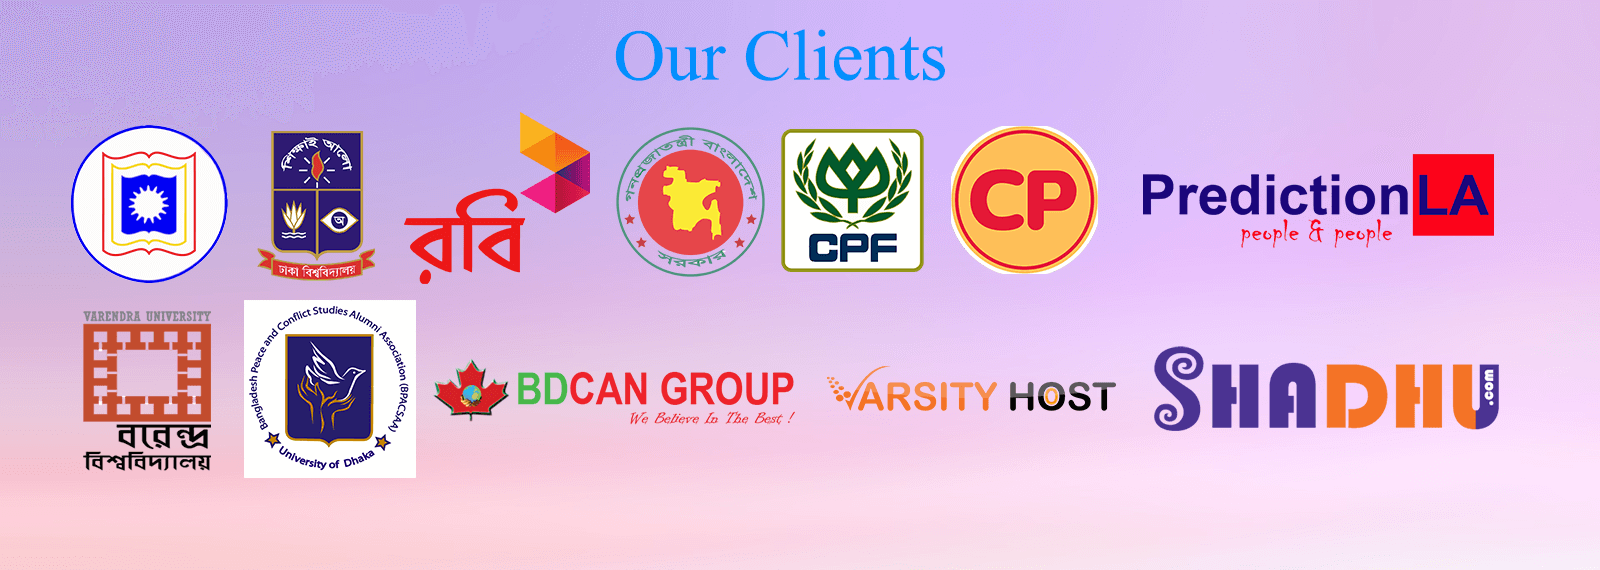 Our Clients
শিক্ষাই আলো
অ
ঢাকা বিশ্ববিদ্যালয়
রবি
গনপ্রজাতন্ত্রী বাংলাদেশ
সরকার
CPF
CP
PredictionLA
people & people
VARENDRA UNIVERSITY
বরেন্দ্র
বিশ্ববিদ্যালয়
Bangladesh Peace and Conflict Studies Alumni Association (BPACSAA)
University of Dhaka
BDCAN GROUP
We Believe In The Best !
VARSITY HOST
SHADHU.com